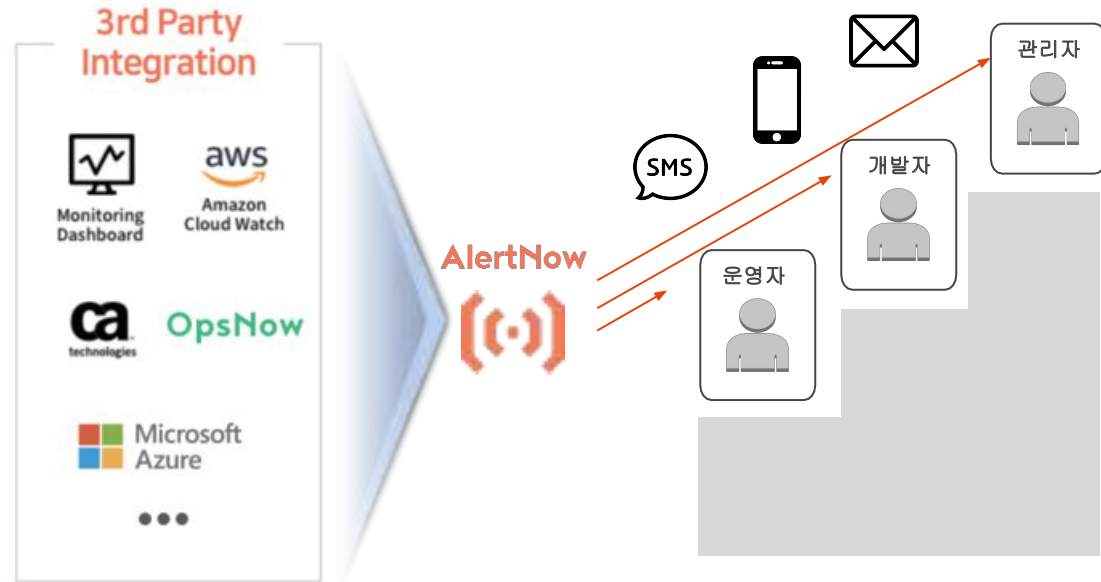 3rd Party
Integration
Monitoring
Dashboard
aws
Amazon
Cloud Watch
ca
technologies
OpsNow
Microsoft
Azure
AlertNow
SMS
운영자
개발자
관리자